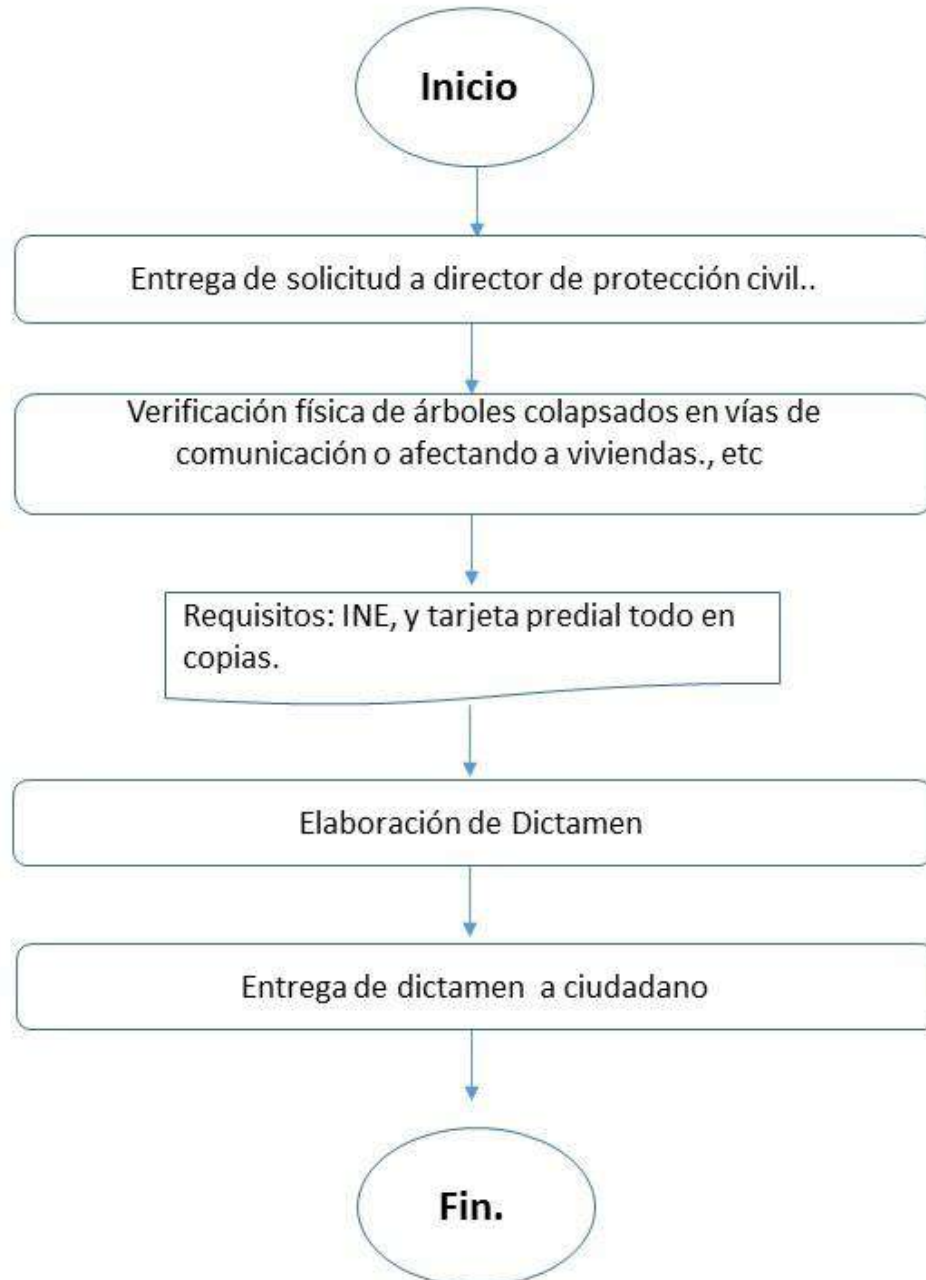 Inicio
Entrega de solicitud a director de protección civil..
Verificación física de árboles colapsados en vías de
comunicación o afectando a viviendas., etc
Requisitos: INE, y tarjeta predial todo en
copias.
Elaboración de Dictamen
Entrega de dictamen a ciudadano
Fin.